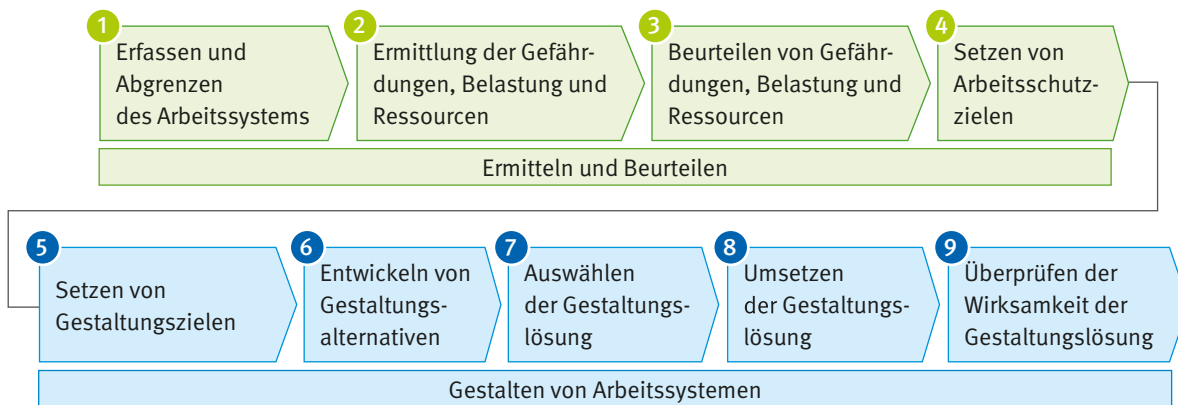 1
Erfassen und
Abgrenzen
des Arbeitssystems
2
Ermittlung der Gefähr-
dungen, Belastung und
Ressourcen
3
Beurteilen von Gefähr-
dungen, Belastung und
Ressourcen
4
Setzen von
Arbeitsschutz-
zielen
Ermitteln und Beurteilen
5
Setzen von
Gestaltungszielen
6
Entwickeln von
Gestaltungs-
alternativen
7
Auswählen
der Gestaltungs-
lösung
8
Umsetzen
der Gestaltungs-
lösung
9
Überprüfen der
Wirksamkeit der
Gestaltungslösung
Gestalten von Arbeitssystemen